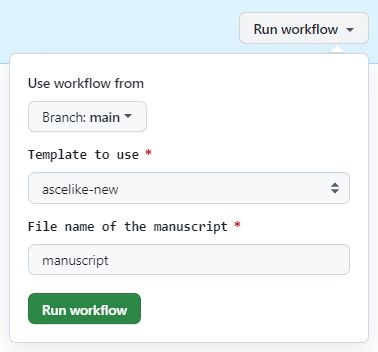 Run workflow
Use workflow from
Branch: main
Template to use *
ascelike-new
File name of the manuscript *
manuscript
Run workflow